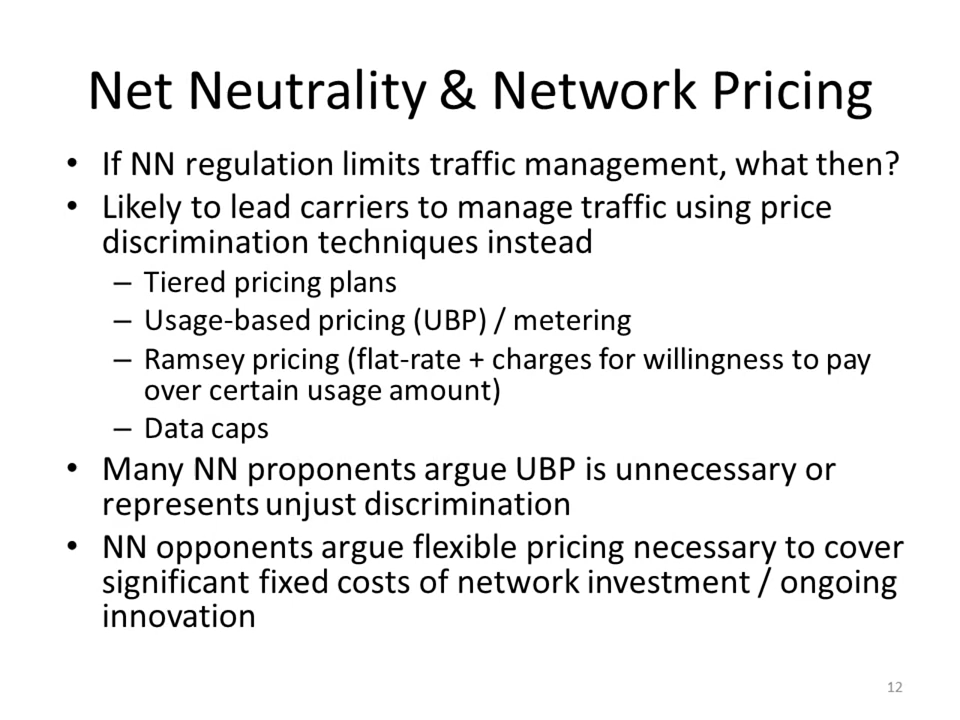 Net Neutrality & Network Pricing
• If NN regulation limits traffic management, what then?
• Likely to lead carriers to manage traffic using price
discrimination techniques instead
– Tiered pricing plans
– Usage-based pricing (UBP) / metering
– Ramsey pricing (flat-rate + charges for willingness to pay
over certain usage amount)
– Data caps
• Many NN proponents argue UBP is unnecessary or
represents unjust discrimination
• NN opponents argue flexible pricing necessary to cover
significant fixed costs of network investment / ongoing
innovation
12